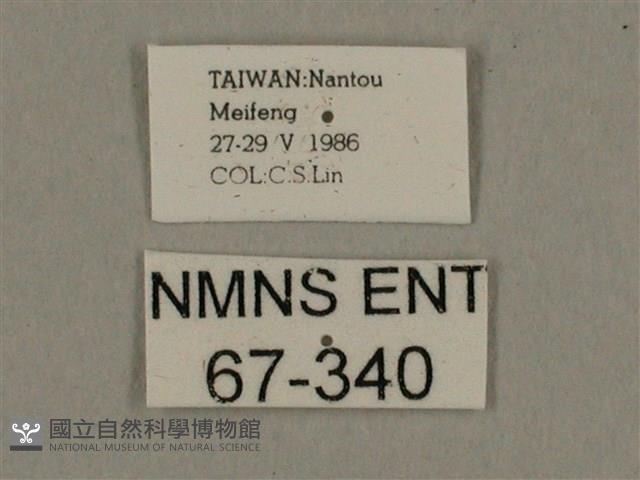 TAIWAN:Nantou
Meifeng
27-29 V 1986
COL:C.S.Lin
NMNS ENT
67-340
國立自然科學博物館
NATIONAL MUSEUM OF NATURAL SCIENCE